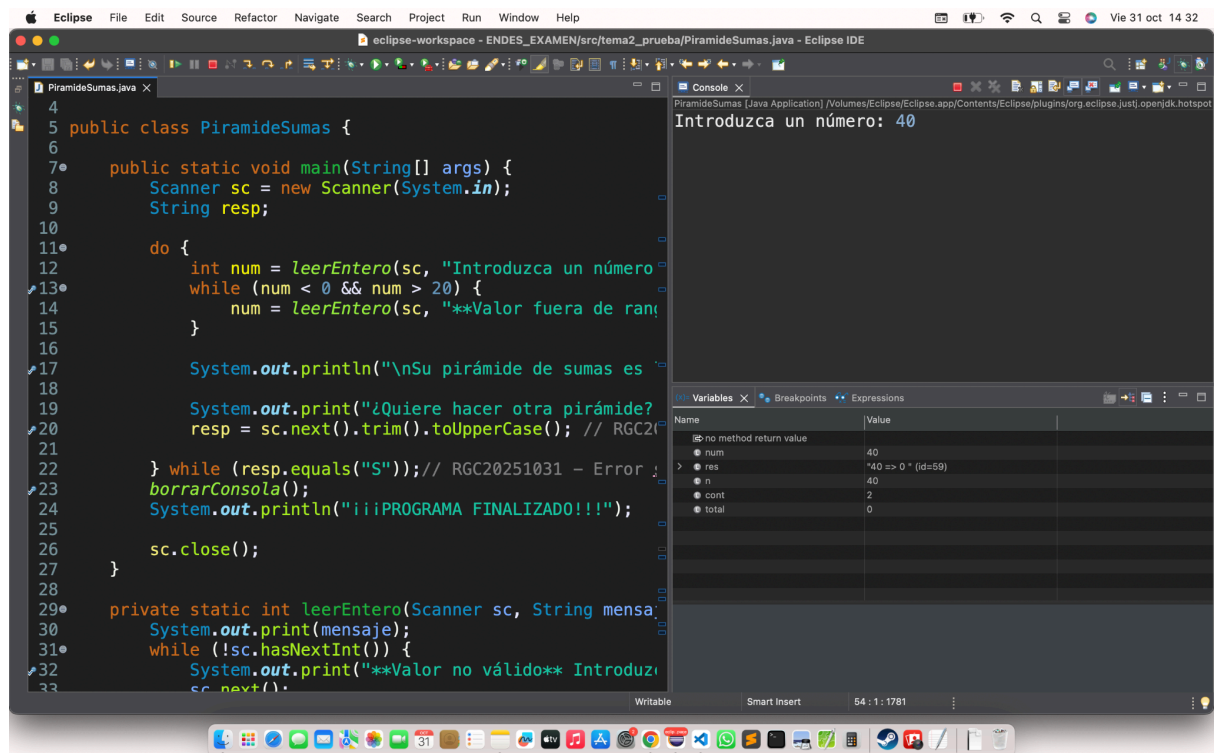 Eclipse File Edit Source Refactor Navigate Search Project Run Window Help Vie 31 oct 14 32
eclipse-workspace - ENDES_EXAMEN/src/tema2_prueba/PiramideSumas.java - Eclipse IDE
PiramideSumas.java
4
5 public class PiramideSumas {
6
7 public static void main(String[] args) {
8 Scanner sc = new Scanner(System.in);
9 String resp;
10
11 do {
12 int num = leerEntero(sc, "Introduzca un número
13 while (num < 0 && num > 20) {
14 num = leerEntero(sc, "**Valor fuera de rang
15 }
16
17 System.out.println("\nSu pirámide de sumas es
18
19 System.out.print("¿Quiere hacer otra pirámide?
20 resp = sc.next().trim().toUpperCase(); // RGC20
21
22 } while (resp.equals("S"));// RGC20251031 – Error
23 borrarConsola();
24 System.out.println("¡¡¡PROGRAMA FINALIZADO!!!");
25
26 sc.close();
27 }
28
29 private static int leerEntero(Scanner sc, String mensa
30 System.out.print(mensaje);
31 while (!sc.hasNextInt()) {
32 System.out.print("**Valor no válido** Introduz
33 sc.next();
Console
PiramideSumas [Java Application] /Volumes/Eclipse/Eclipse.app/Contents/Eclipse/plugins/org.eclipse.justj.openjdk.hotspot
Introduzca un número: 40
Variables Breakpoints Expressions
Name Value
no method return value
num 40
res "40 => 0 " (id=59)
n 40
cont 2
total 0
Writable Smart Insert 54 : 1 : 1781